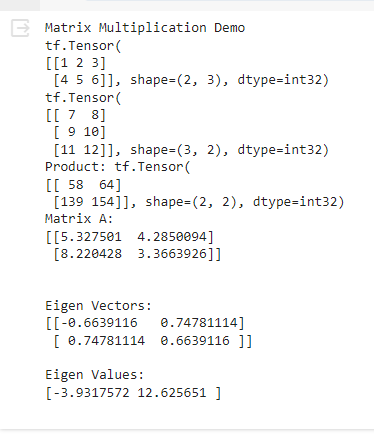 Matrix Multiplication Demo
tf.Tensor(
[[1 2 3]
 [4 5 6]], shape=(2, 3), dtype=int32)
tf.Tensor(
[[ 7  8]
 [ 9 10]
 [11 12]], shape=(3, 2), dtype=int32)
Product: tf.Tensor(
[[ 58  64]
 [139 154]], shape=(2, 2), dtype=int32)
Matrix A:
[[5.327501  4.2850094]
 [8.220428  3.3663926]]
Eigen Vectors:
[[-0.6639116   0.74781114]
 [ 0.74781114  0.6639116 ]]
Eigen Values:
[-3.9317572 12.625651 ]